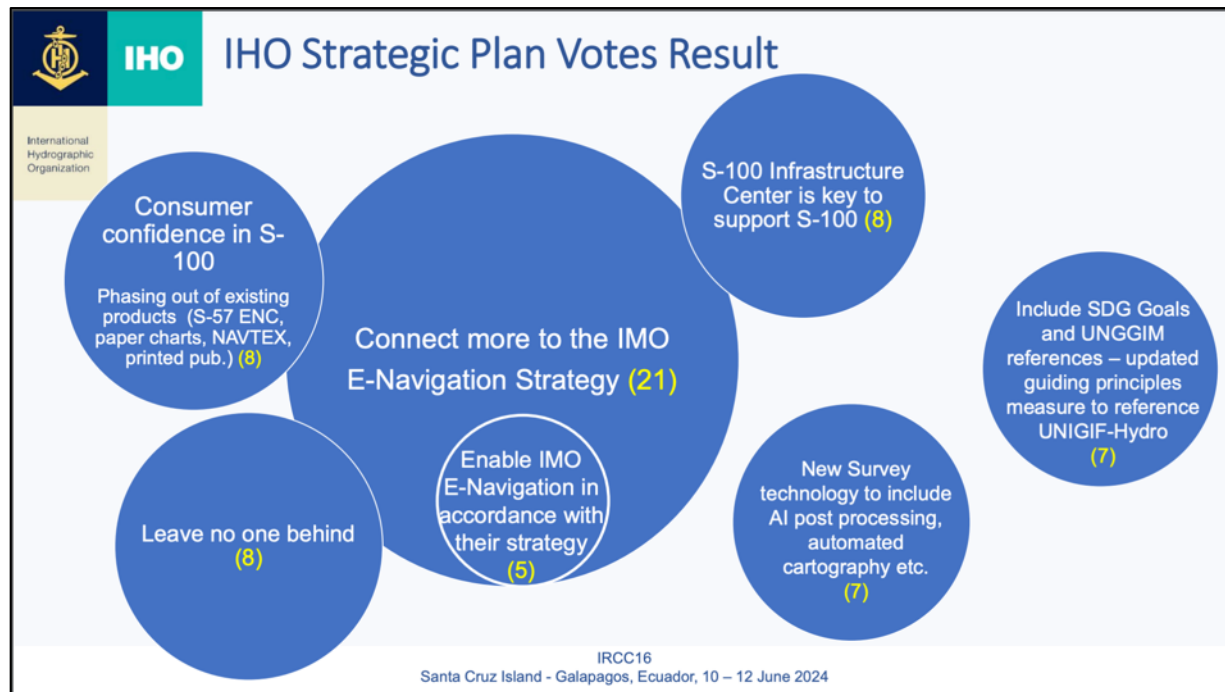 IHO
International
Hydrographic
Organization
IHO Strategic Plan Votes Result
Consumer
confidence in S-
100
Phasing out of existing
products (S-57 ENC,
paper charts, NAVTEX,
printed pub.) (8)
Connect more to the IMO
E-Navigation Strategy (21)
S-100 Infrastructure
Center is key to
support S-100 (8)
Include SDG Goals
and UNGGIM
references – updated
guiding principles
measure to reference
UNIGIF-Hydro
(7)
Leave no one behind
(8)
Enable IMO
E-Navigation in
accordance with
their strategy
(5)
New Survey
technology to include
AI post processing,
automated
cartography etc.
(7)
IRCC16
Santa Cruz Island - Galapagos, Ecuador, 10 – 12 June 2024